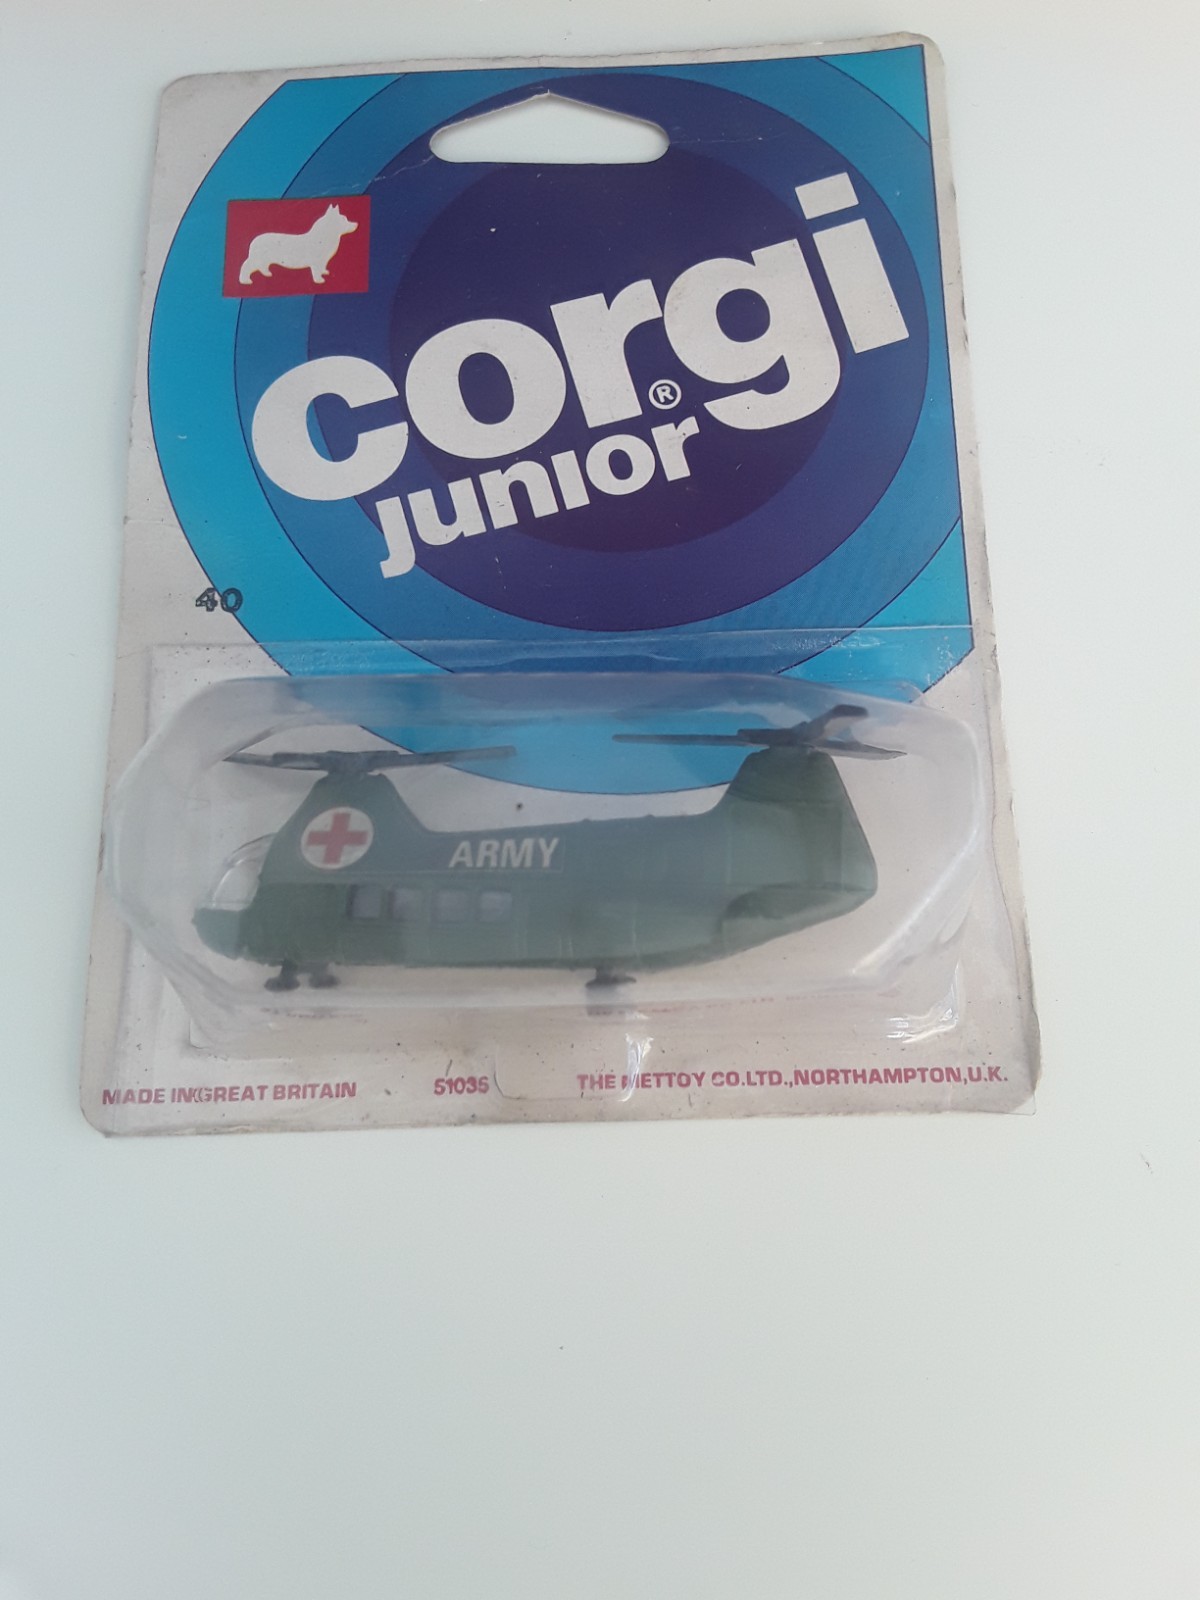 corgi
®
junior
40
ARMY
MADE IN GREAT BRITAIN
51035
THE METTOY CO.LTD.,NORTHAMPTON,U.K.